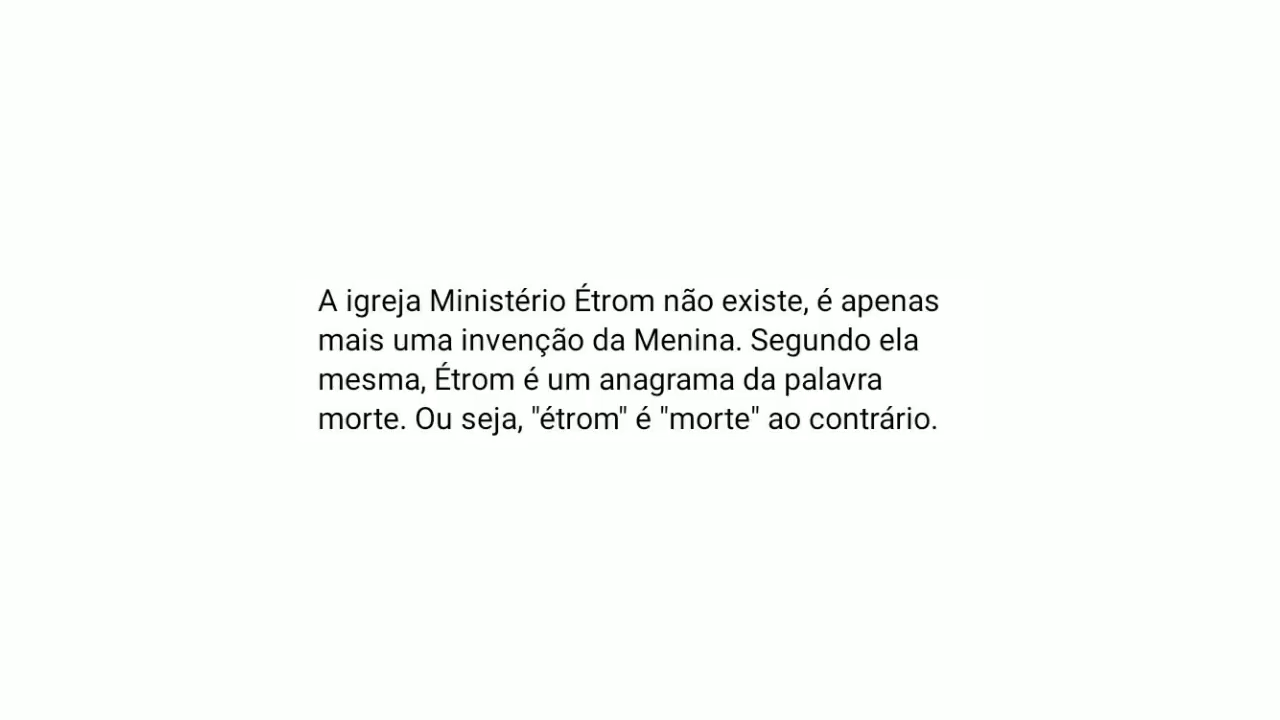 A igreja Ministério Étrom não existe, é apenas
mais uma invenção da Menina. Segundo ela
mesma, Étrom é um anagrama da palavra
morte. Ou seja, "étrom" é "morte" ao contrário.